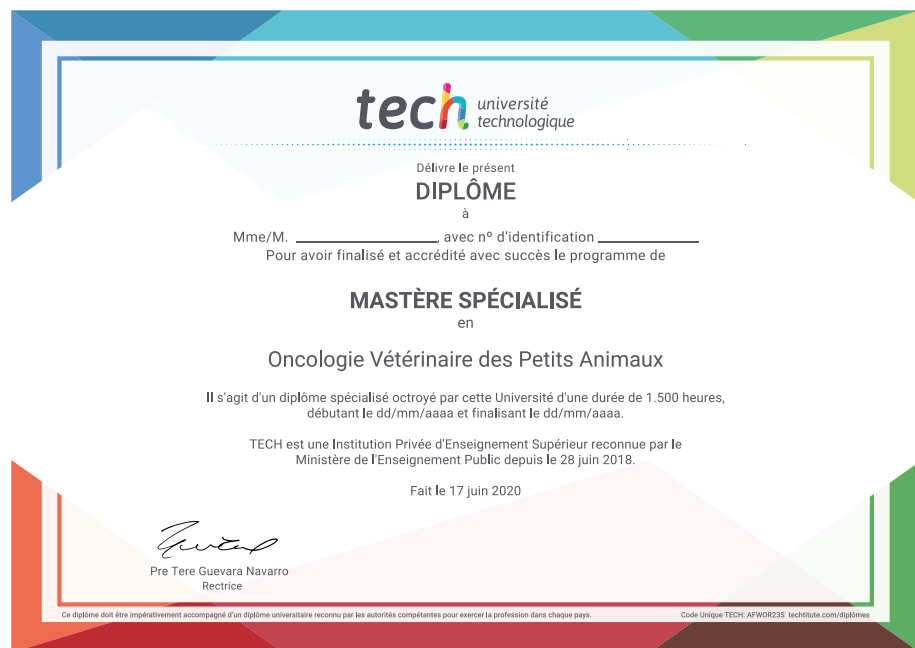 tech université
technologique
Délivre le présent
DIPLÔME
à
Mme/M. ____________, avec nº d'identification ____________
Pour avoir finalisé et accrédité avec succès le programme de
MASTÈRE SPÉCIALISÉ
en
Oncologie Vétérinaire des Petits Animaux
Il s'agit d'un diplôme spécialisé octroyé par cette Université d'une durée de 1.500 heures,
débutant le dd/mm/aaaa et finalisant le dd/mm/aaaa.
TECH est une Institution Privée d'Enseignement Supérieur reconnue par le
Ministère de l'Enseignement Public depuis le 28 juin 2018.
Fait le 17 juin 2020
Pre Tere Guevara Navarro
Rectrice
Ce diplôme doit être impérativement accompagné d'un diplôme universitaire reconnu par les autorités compétantes pour exercer la profession dans chaque pays.
Code Unique TECH: AFWOR23S techtitute.com/diplômes